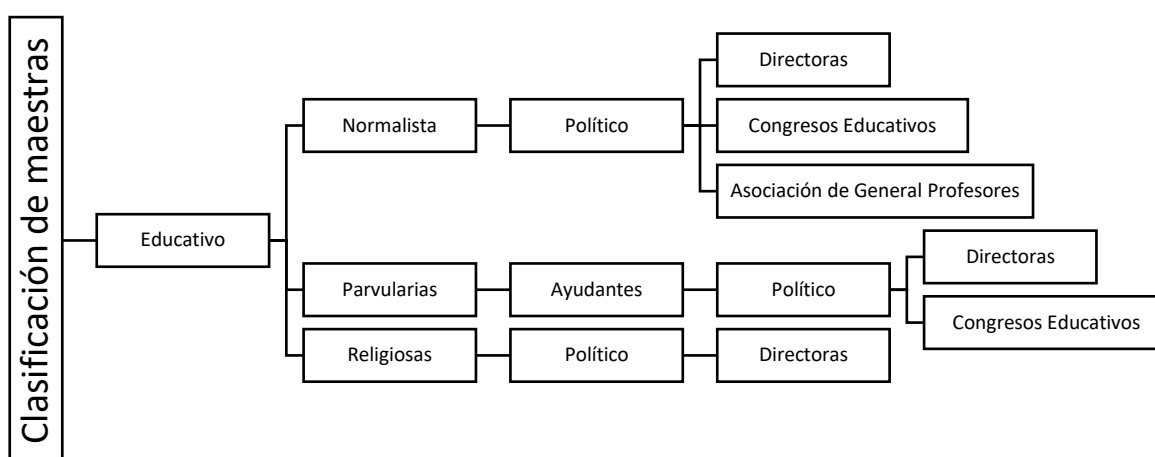 Clasificación de maestras
Educativo
Normalista
Político
Directoras
Congresos Educativos
Asociación de General Profesores
Parvularias
Ayudantes
Político
Directoras
Congresos Educativos
Religiosas
Político
Directoras